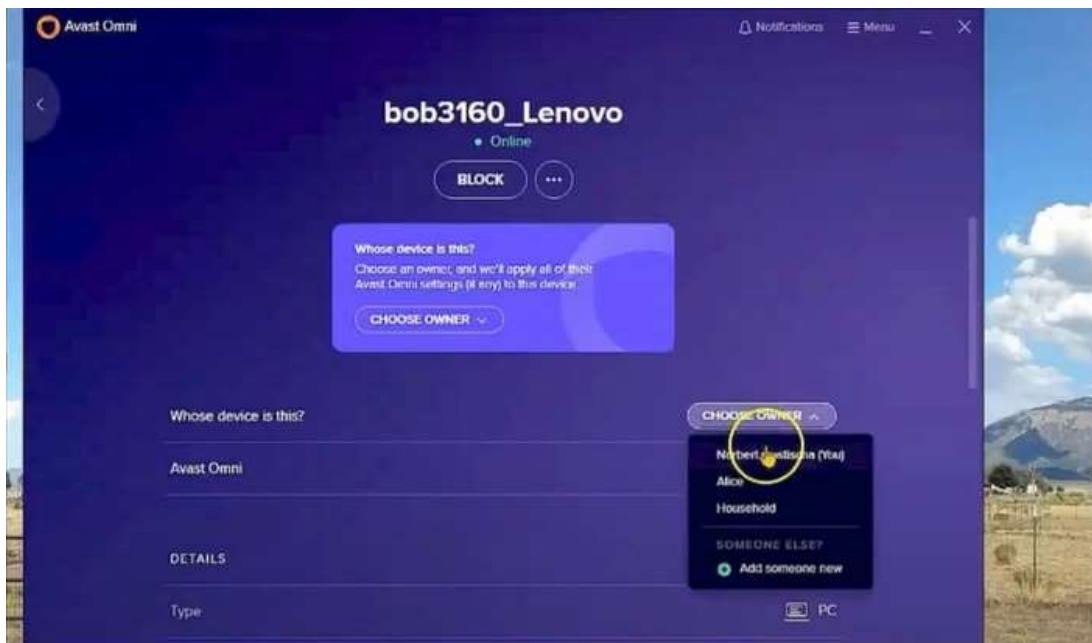 Avast Omni
Notifications
Menu
bob3160_Lenovo
Online
BLOCK
Whose device is this?
Choose an owner, and we'll apply all of their
Avast Omni settings (if any) to this device.
CHOOSE OWNER
Whose device is this?
CHOOSE OWNER
Norbert (You)
Avast Omni
Alice
Household
SOMEONE ELSE?
Add someone new
DETAILS
Type
PC